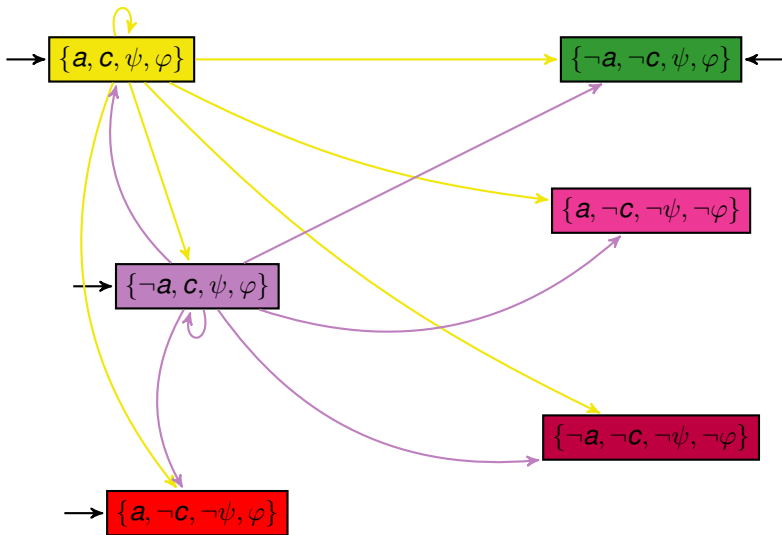 {a, c, ψ, φ}
{¬a, ¬c, ψ, φ}
{a, ¬c, ¬ψ, ¬φ}
{¬a, c, ψ, φ}
{¬a, ¬c, ¬ψ, ¬φ}
{a, ¬c, ¬ψ, φ}